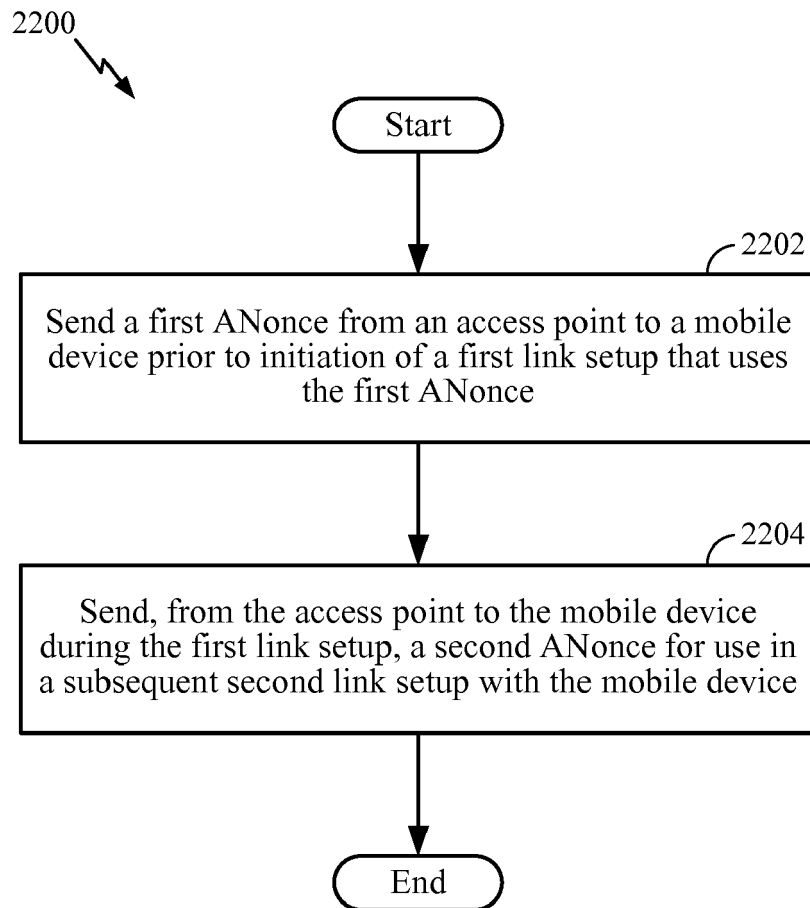 2200
Start
2202
Send a first ANonce from an access point to a mobile
device prior to initiation of a first link setup that uses
the first ANonce
2204
Send, from the access point to the mobile device
during the first link setup, a second ANonce for use in
a subsequent second link setup with the mobile device
End